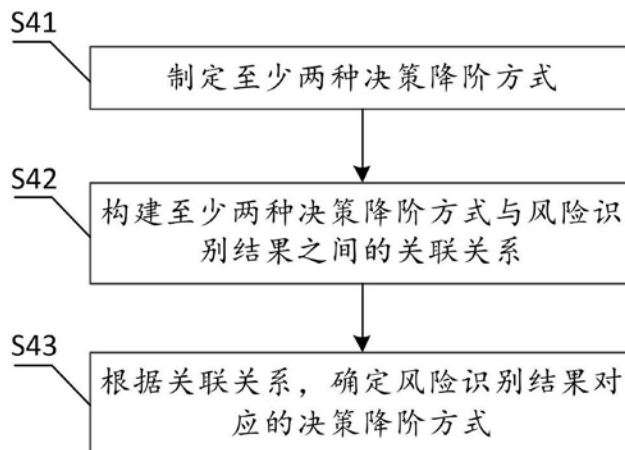 S41
制定至少两种决策降阶方式
S42
构建至少两种决策降阶方式与风险识
别结果之间的关联关系
S43
根据关联关系，确定风险识别结果对
应的决策降阶方式